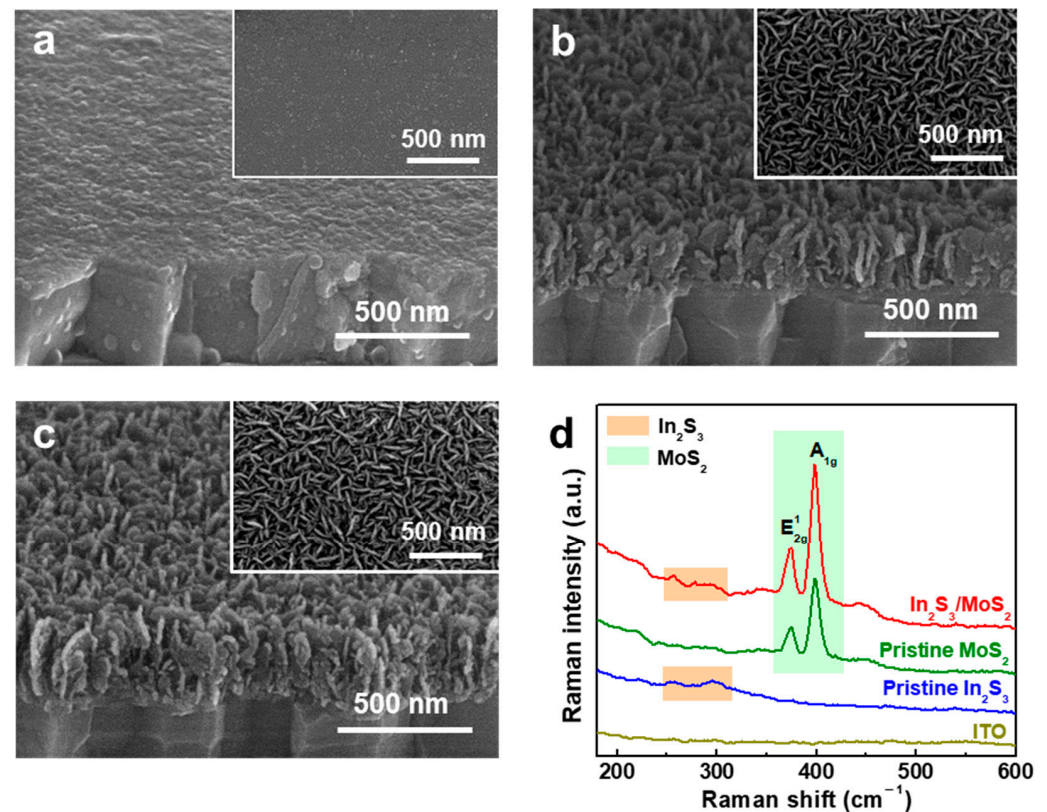 a
500 nm
500 nm
b
500 nm
500 nm
c
500 nm
500 nm
d
In₂S₃
MoS₂
A₁g
E¹₂g
In₂S₃/MoS₂
Pristine MoS₂
Pristine In₂S₃
ITO
200 300 400 500 600
Raman shift (cm⁻¹)
Raman intensity (a.u.)